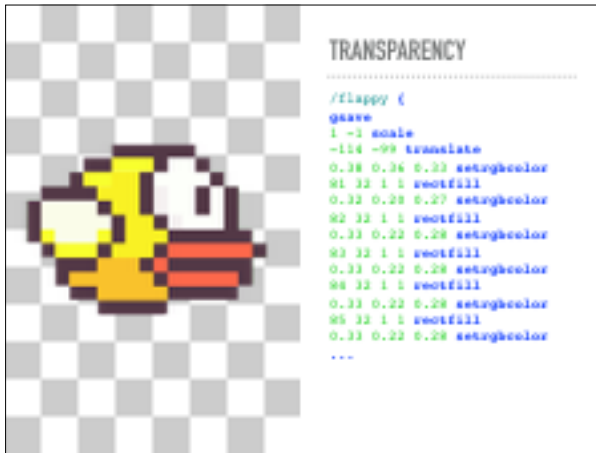 TRANSPARENCY
/flappy {
gsave
1 -1 scale
-114 -99 translate
0.38 0.36 0.33 setrgbcolor
81 32 1 1 rectfill
0.32 0.20 0.27 setrgbcolor
82 32 1 1 rectfill
0.33 0.22 0.28 setrgbcolor
83 32 1 1 rectfill
0.33 0.22 0.28 setrgbcolor
84 32 1 1 rectfill
0.33 0.22 0.28 setrgbcolor
85 32 1 1 rectfill
0.33 0.22 0.28 setrgbcolor
...